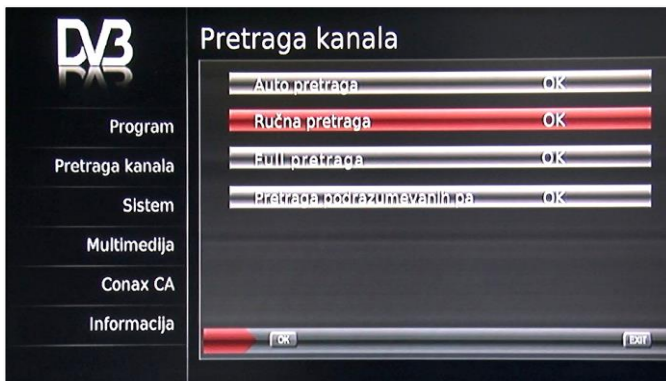 DVB
Pretraga kanala
Auto pretraga OK
Ručna pretraga OK
Full pretraga OK
Pretraga podrazumevanih pa OK
Program
Pretraga kanala
Sistem
Multimedija
Conax CA
Informacija
OK
EXIT